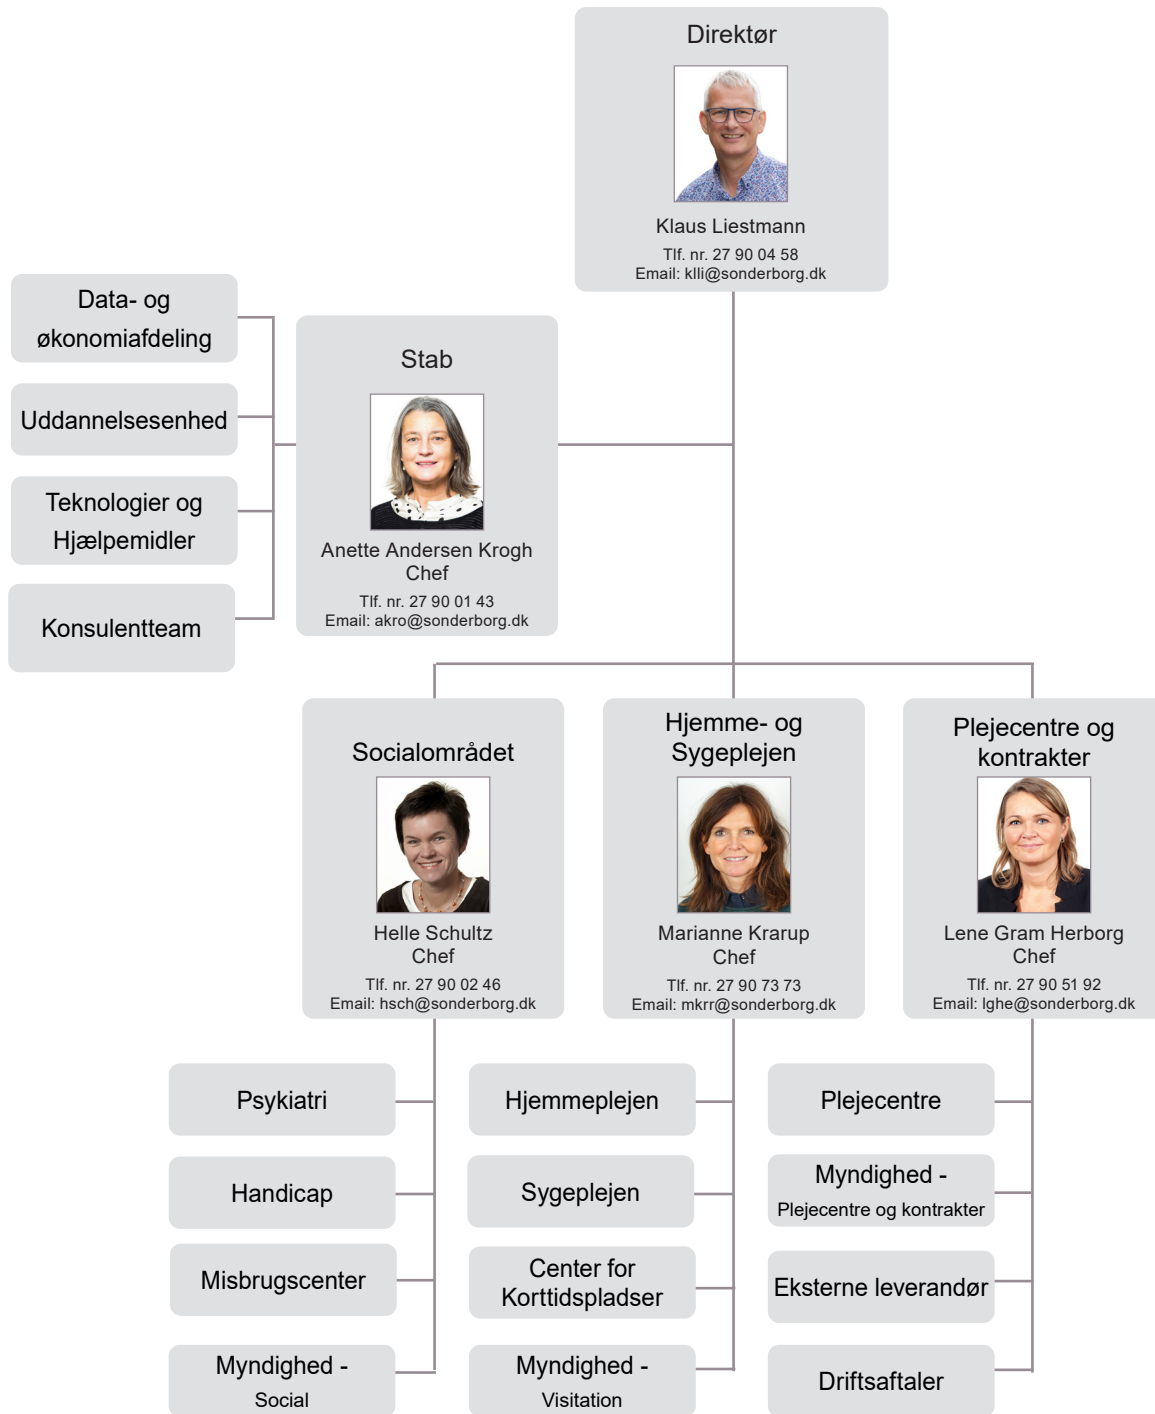 Direktør
Klaus Liestmann
Tlf. nr. 27 90 04 58
Email: klli@sonderborg.dk
Data- og
økonomiafdeling
Uddannelsesenhed
Teknologier og
Hjælpemidler
Konsulentteam
Stab
Anette Andersen Krogh
Chef
Tlf. nr. 27 90 01 43
Email: akro@sonderborg.dk
Socialområdet
Helle Schultz
Chef
Tlf. nr. 27 90 02 46
Email: hsch@sonderborg.dk
Hjemme- og
Sygeplejen
Marianne Krarup
Chef
Tlf. nr. 27 90 73 73
Email: mkrr@sonderborg.dk
Plejecentre og
kontrakter
Lene Gram Herborg
Chef
Tlf. nr. 27 90 51 92
Email: lghe@sonderborg.dk
Psykiatri
Handicap
Misbrugscenter
Myndighed -
Social
Hjemmeplejen
Sygeplejen
Center for
Korttidspladser
Myndighed -
Visitation
Plejecentre
Myndighed -
Plejecentre og kontrakter
Eksterne leverandør
Driftsaftaler